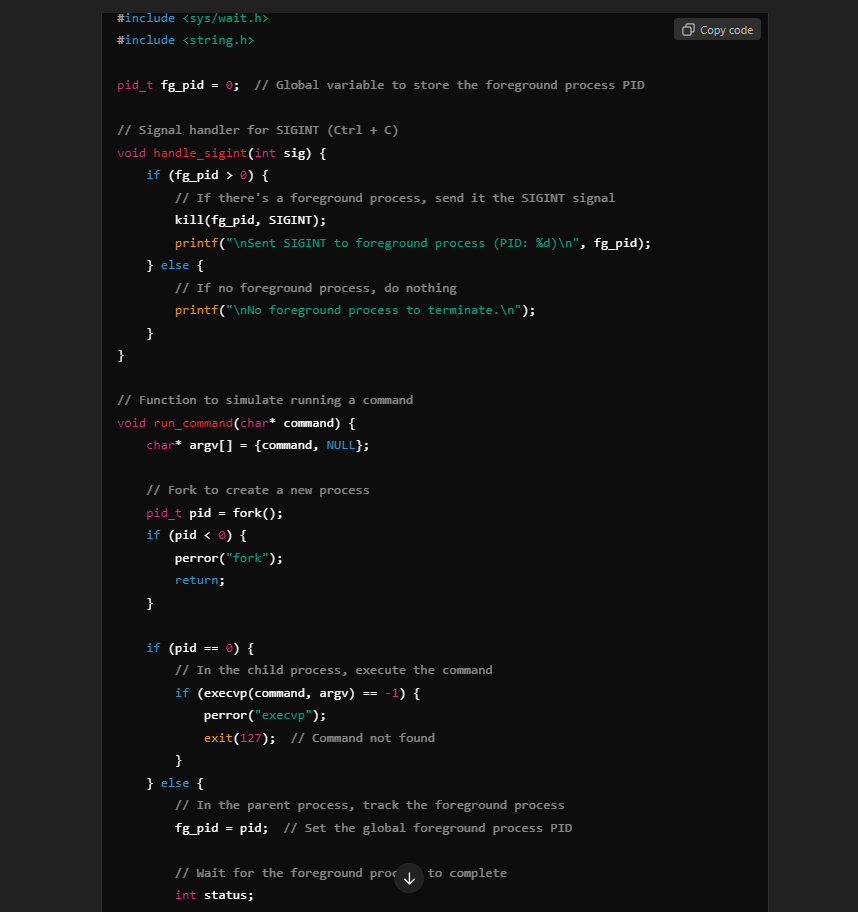 #include <sys/wait.h>
#include <string.h>
Copy code
pid_t fg_pid = 0;  // Global variable to store the foreground process PID
// Signal handler for SIGINT (Ctrl + C)
void handle_sigint(int sig) {
    if (fg_pid > 0) {
        // If there's a foreground process, send it the SIGINT signal
        kill(fg_pid, SIGINT);
        printf("\nSent SIGINT to foreground process (PID: %d)\n", fg_pid);
    } else {
        // If no foreground process, do nothing
        printf("\nNo foreground process to terminate.\n");
    }
}
// Function to simulate running a command
void run_command(char* command) {
    char* argv[] = {command, NULL};
    // Fork to create a new process
    pid_t pid = fork();
    if (pid < 0) {
        perror("fork");
        return;
    }
    if (pid == 0) {
        // In the child process, execute the command
        if (execvp(command, argv) == -1) {
            perror("execvp");
            exit(127);  // Command not found
        }
    } else {
        // In the parent process, track the foreground process
        fg_pid = pid;  // Set the global foreground process PID
        // Wait for the foreground to complete
        int status;